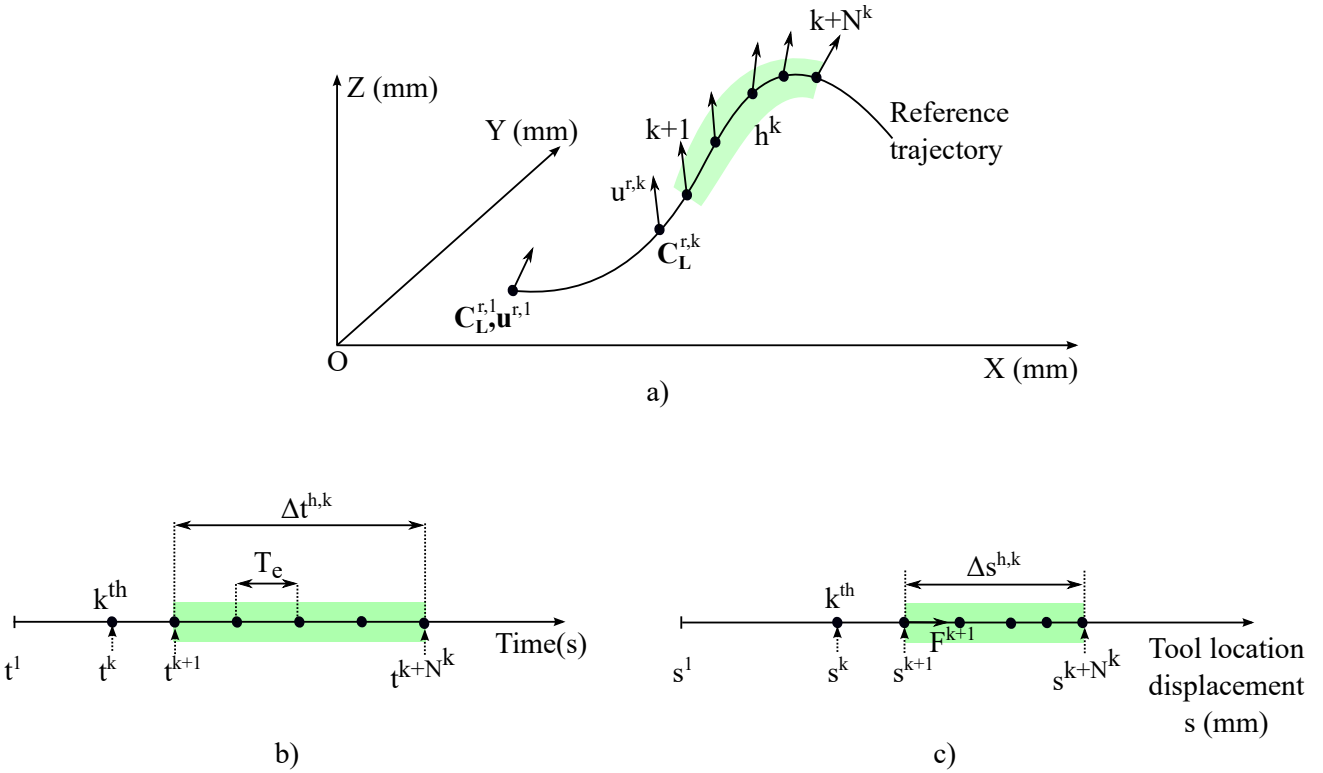 k+N^k
Z (mm)
Y (mm)
Reference
trajectory
k+1
h^k
u^{r,k}
C_L^{r,k}
C_L^{r,1},u^{r,1}
O
X (mm)
a)
Δt^{h,k}
T_e
k^{th}
Time(s)
t^1
t^k
t^{k+1}
t^{k+N^k}
b)
Δs^{h,k}
k^{th}
F^{k+1}
s^1
s^k
s^{k+1}
s^{k+N^k}
Tool location
displacement
s (mm)
c)